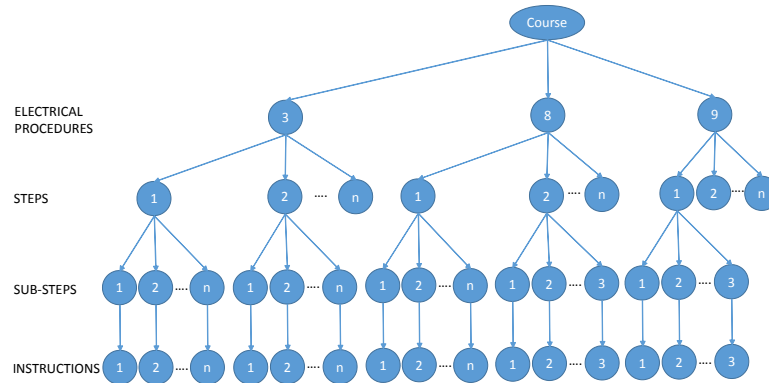 Course
ELECTRICAL
PROCEDURES
3 8 9
STEPS
1 2 .... n 1 2 .... n 1 2 .... n
SUB-STEPS
1 2 .... n 1 2 .... n 1 2 .... n 1 2 .... 3 1 2 .... 3
INSTRUCTIONS
1 2 .... n 1 2 .... n 1 2 .... n 1 2 .... 3 1 2 .... 3